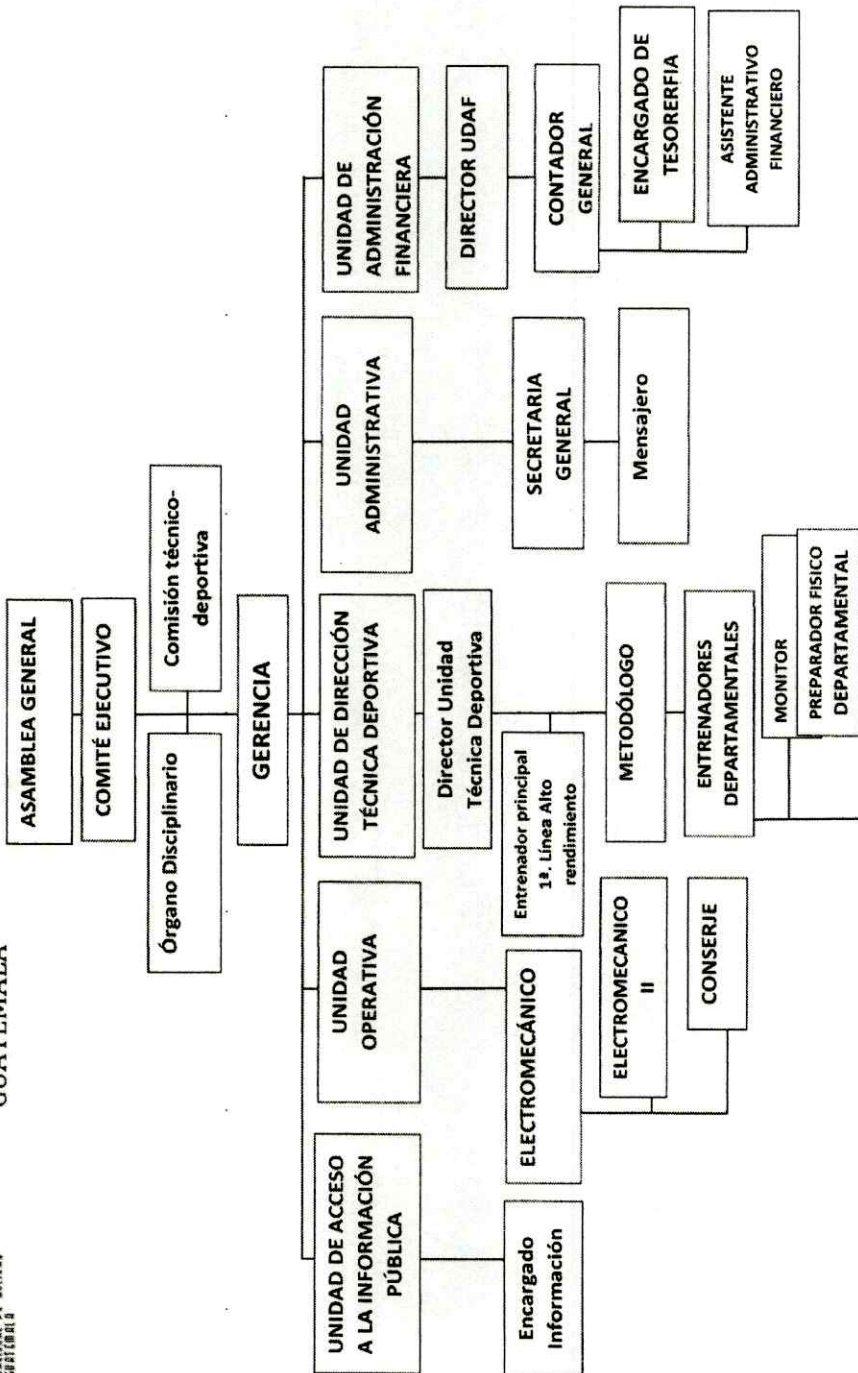 GUATEMALA
GUATEMALA
ASAMBLEA GENERAL
COMITÉ EJECUTIVO
Órgano Disciplinario
Comisión técnico-
deportiva
GERENCIA
UNIDAD DE ACCESO
A LA INFORMACIÓN
PÚBLICA
UNIDAD
OPERATIVA
UNIDAD DE DIRECCIÓN
TÉCNICA DEPORTIVA
UNIDAD
ADMINISTRATIVA
UNIDAD DE
ADMINISTRACIÓN
FINANCIERA
Encargado
Información
ELECTROMECÁNICO
ELECTROMECANICO
II
CONSERJE
Director Unidad
Técnica Deportiva
Entrenador principal
1ª. Línea Alto
rendimiento
METODÓLOGO
ENTRENADORES
DEPARTAMENTALES
MONITOR
PREPARADOR FISICO
DEPARTAMENTAL
SECRETARIA
GENERAL
Mensajero
DIRECTOR UDAF
CONTADOR
GENERAL
ENCARGADO DE
TESORERFIA
ASISTENTE
ADMINISTRATIVO
FINANCIERO